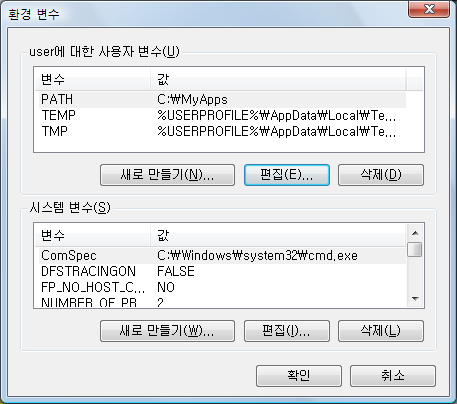 환경 변수
user에 대한 사용자 변수(U)
변수 값
PATH C:\MyApps
TEMP %USERPROFILE%\AppData\Local\Te...
TMP %USERPROFILE%\AppData\Local\Te...
새로 만들기(N)... 편집(E)... 삭제(D)
시스템 변수(S)
변수 값
ComSpec C:\Windows\system32\cmd.exe
DFSTRACINGON FALSE
FP_NO_HOST_C... NO
NUMBER_OF_PR... 2
새로 만들기(W)... 편집(I)... 삭제(L)
확인 취소